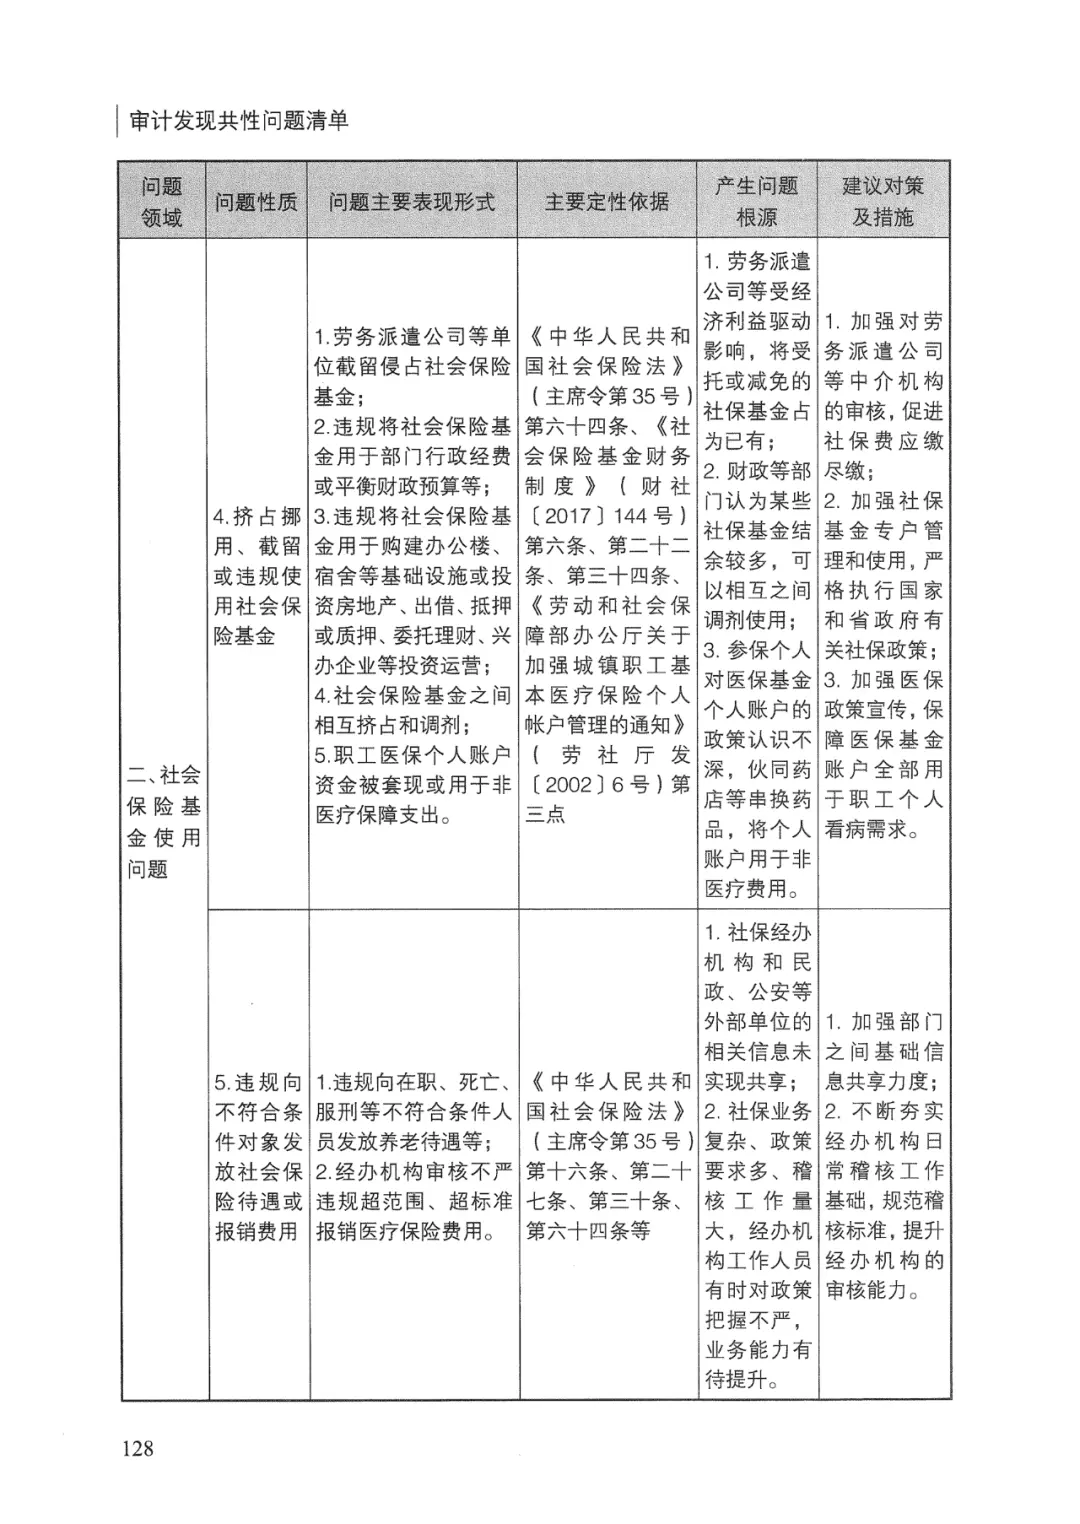 审计发现共性问题清单
问题
领域
问题性质
问题主要表现形式
主要定性依据
产生问题
根源
建议对策
及措施
二、社会
保险基
金使用
问题
4.挤占挪
用、截留
或违规使
用社会保
险基金
1.劳务派遣公司等单
位截留侵占社会保险
基金；
2.违规将社会保险基
金用于部门行政经费
或平衡财政预算等；
3.违规将社会保险基
金用于购建办公楼、
宿舍等基础设施或投
资房地产、出借、抵押
或质押、委托理财、兴
办企业等投资运营；
4.社会保险基金之间
相互挤占和调剂；
5.职工医保个人账户
资金被套现或用于非
医疗保障支出。
《中华人民共和
国社会保险法》
（主席令第35号）
第六十四条、《社
会保险基金财务
制度》（财社
〔2017〕144号）
第六条、第二十二
条、第三十四条、
《劳动和社会保
障部办公厅关于
加强城镇职工基
本医疗保险个人
帐户管理的通知》
（劳社厅发
〔2002〕6号）第
三点
1. 劳务派遣
公司等受经
济利益驱动
影响，将受
托或减免的
社保基金占
为已有；
2. 财政等部
门认为某些
社保基金结
余较多，可
以相互之间
调剂使用；
3. 参保个人
对医保基金
个人账户的
政策认识不
深，伙同药
店等串换药
品，将个人
账户用于非
医疗费用。
1. 加强对劳
务派遣公司
等中介机构
的审核，促进
社保费应缴
尽缴；
2. 加强社保
基金专户管
理和使用，严
格执行国家
和省政府有
关社保政策；
3. 加强医保
政策宣传，保
障医保基金
账户全部用
于职工个人
看病需求。
5.违规向
不符合条
件对象发
放社会保
险待遇或
报销费用
1.违规向在职、死亡、
服刑等不符合条件人
员发放养老待遇等；
2.经办机构审核不严
违规超范围、超标准
报销医疗保险费用。
《中华人民共和
国社会保险法》
（主席令第35号）
第十六条、第二十
七条、第三十条、
第六十四条等
1. 社保经办
机构和民
政、公安等
外部单位的
相关信息未
实现共享；
2. 社保业务
复杂、政策
要求多、稽
核工作量
大，经办机
构工作人员
有时对政策
把握不严，
业务能力有
待提升。
1. 加强部门
之间基础信
息共享力度；
2. 不断夯实
经办机构日
常稽核工作
基础，规范稽
核标准，提升
经办机构的
审核能力。
128